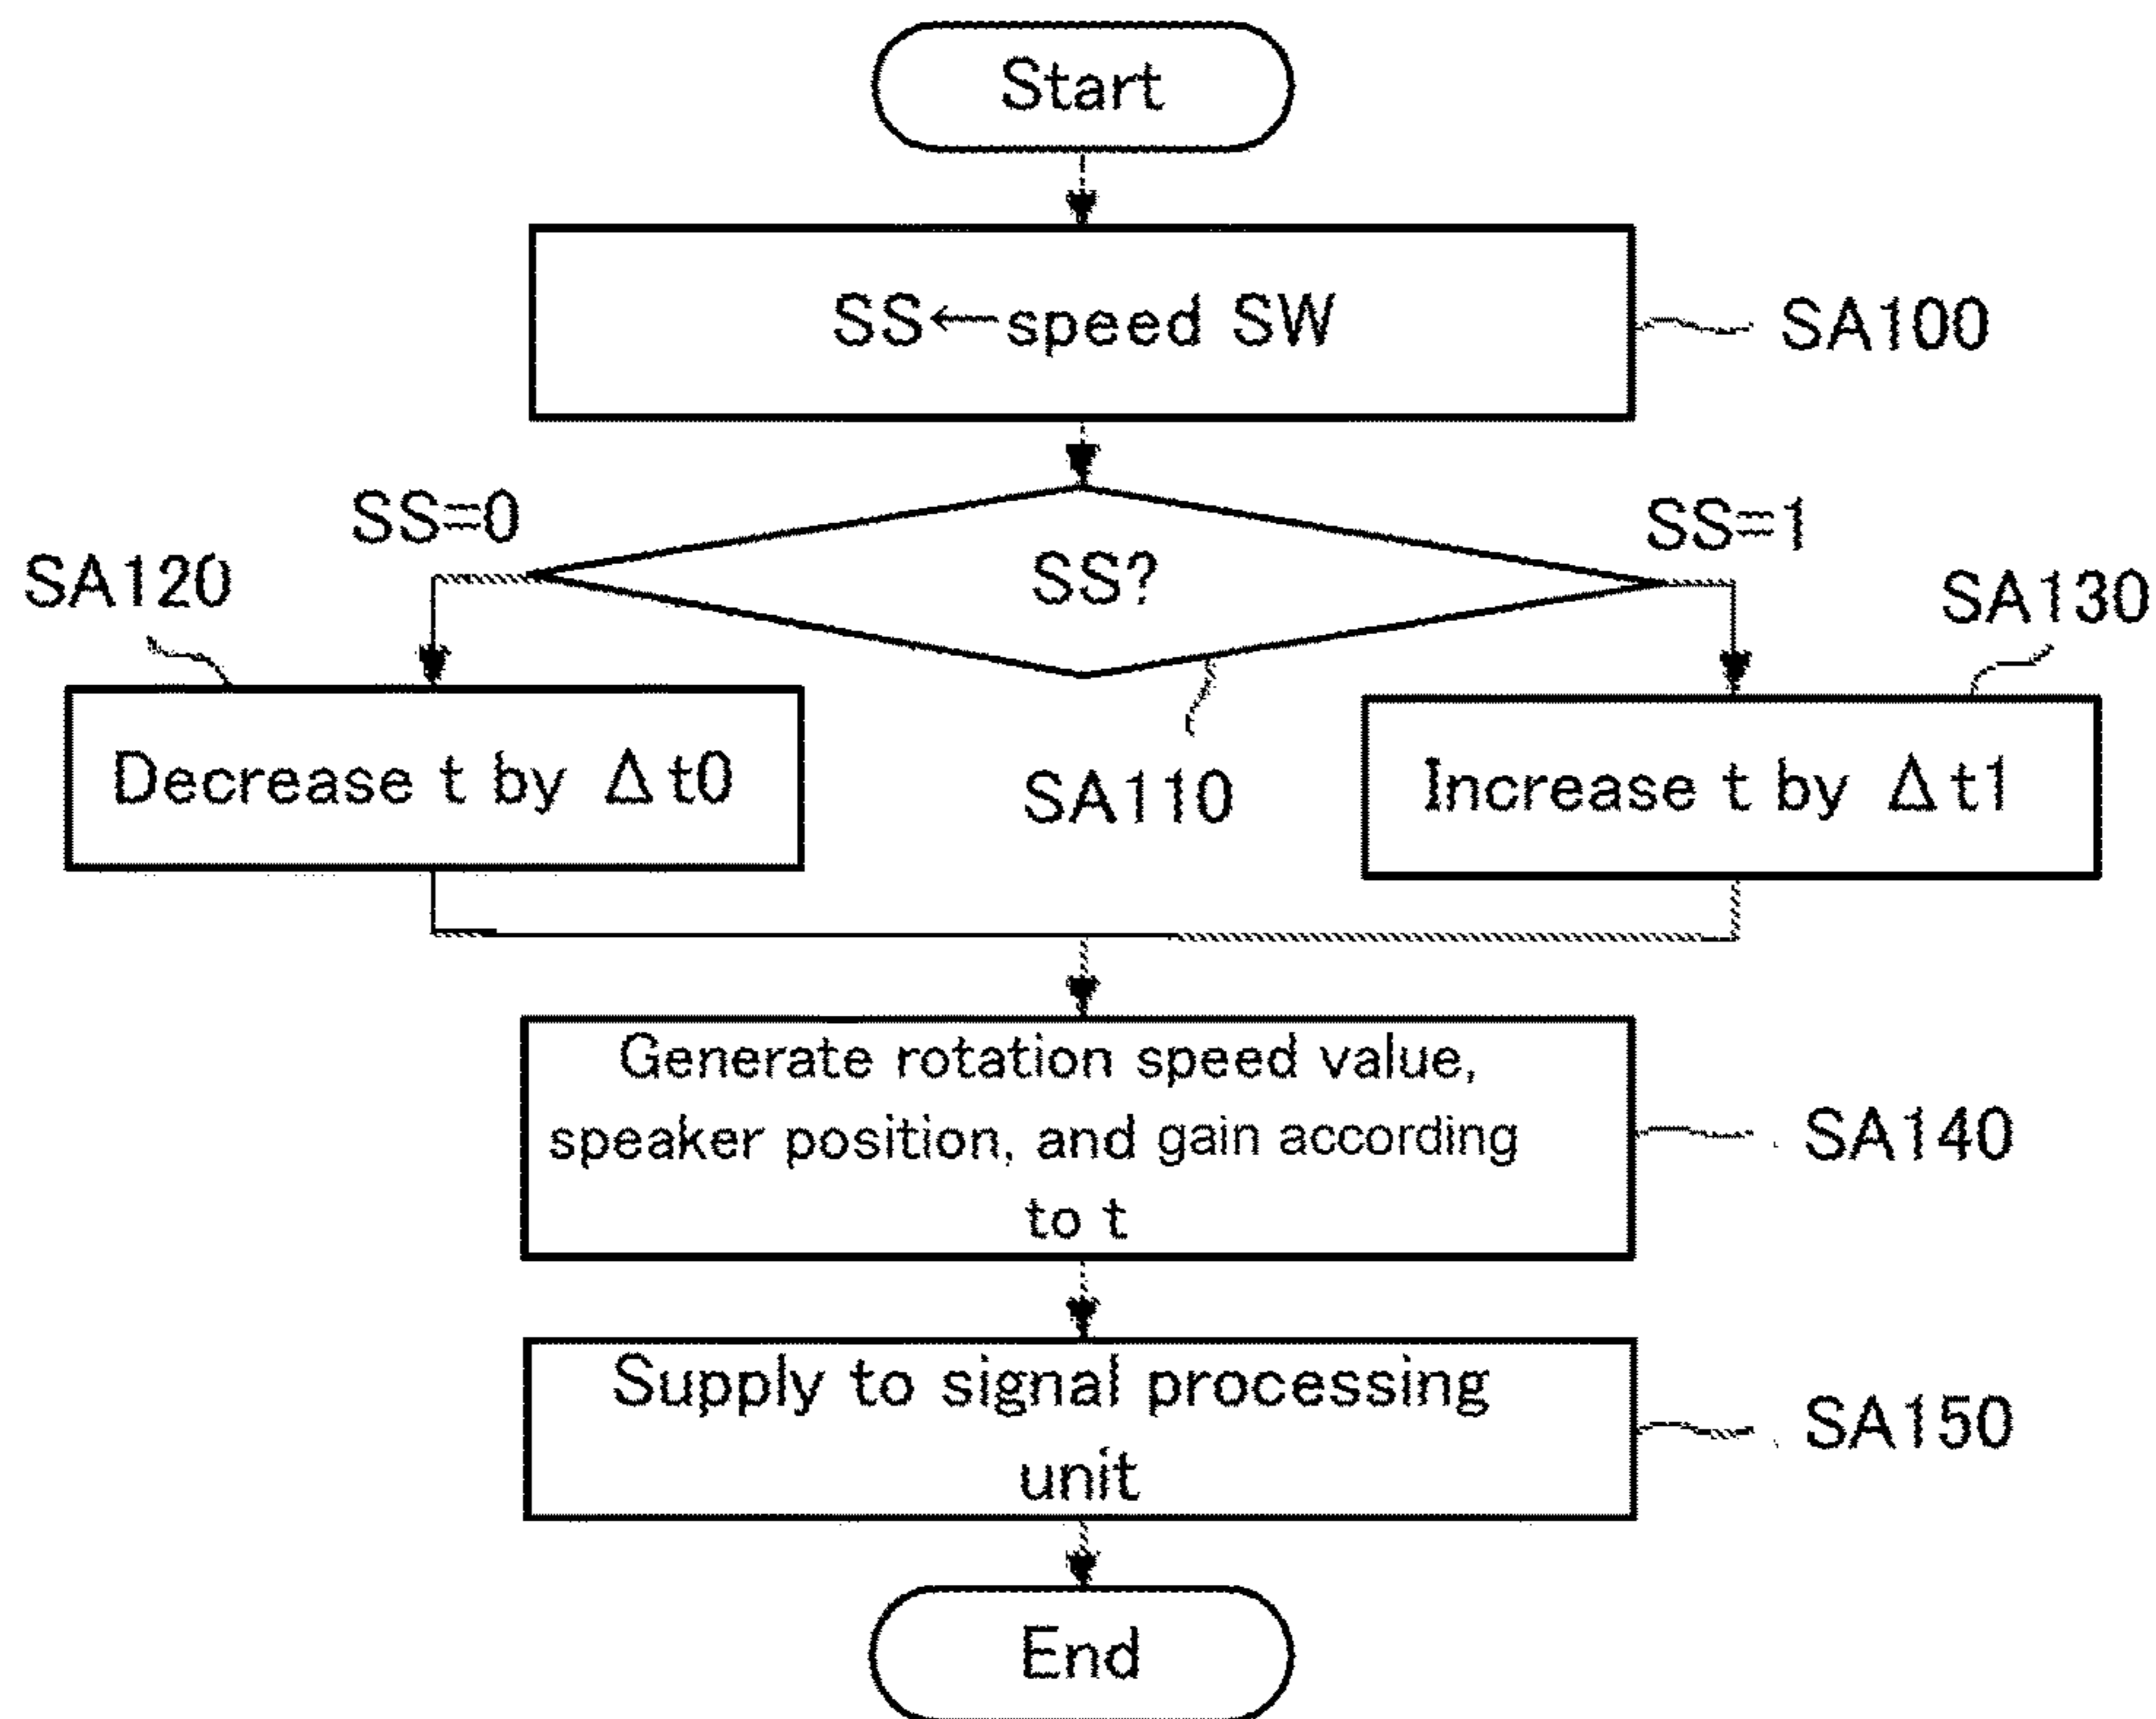 Start
SS←speed SW
SA100
SS=0
SS?
SS=1
SA120
SA130
Decrease t by Δt0
SA110
Increase t by Δt1
Generate rotation speed value,
speaker position, and gain according
to t
SA140
Supply to signal processing
unit
SA150
End